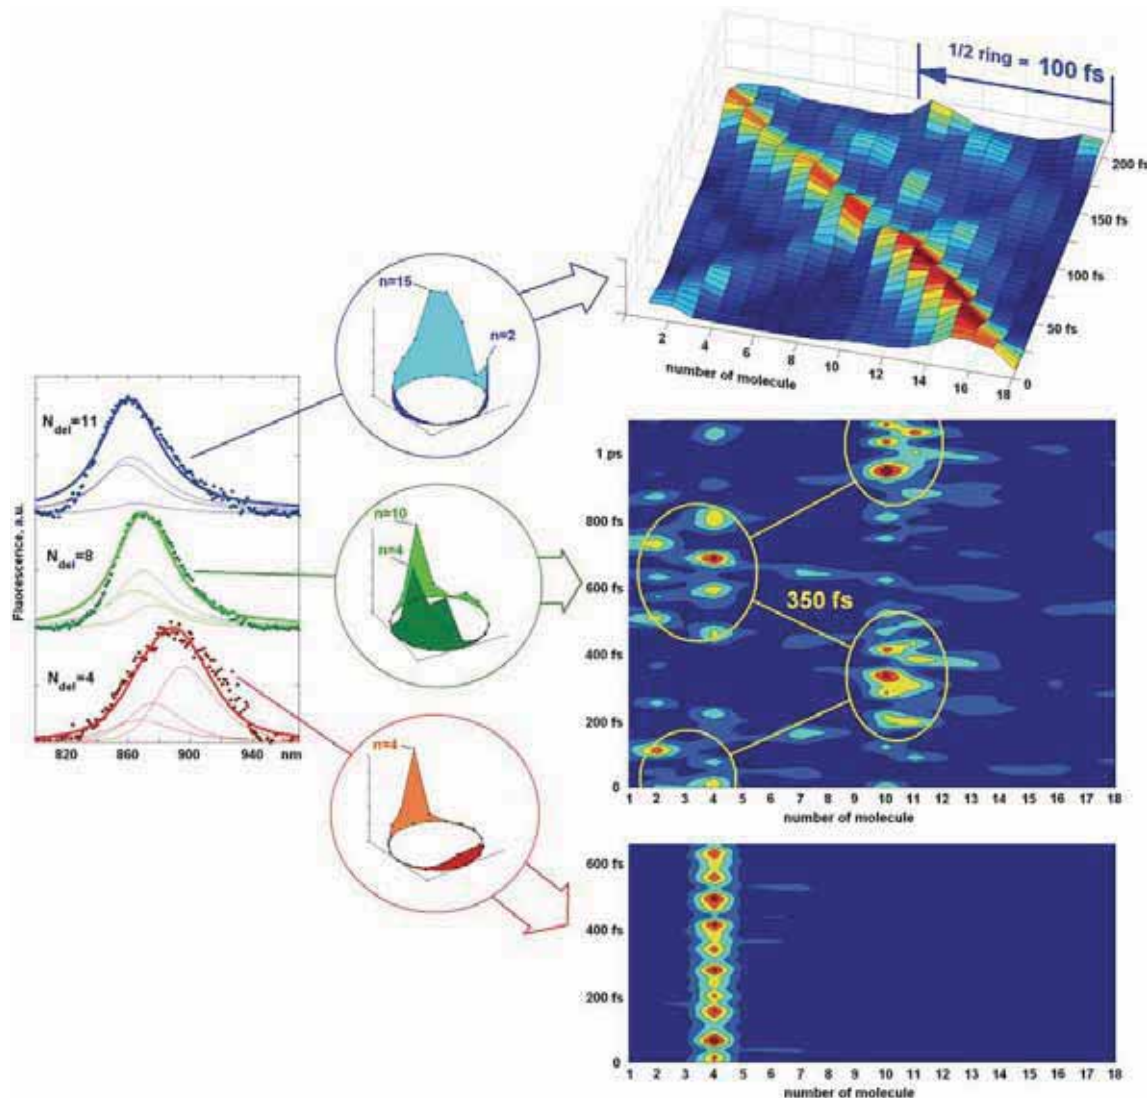 1/2 ring = 100 fs
200 fs
150 fs
100 fs
50 fs
0
2
4
6
8
10
12
14
16
18
number of molecule
n=15
n=2
N del =11
N del =8
N del =4
Fluorescence, a.u.
820
860
900
940
nm
n=10
n=4
n=4
1 ps
800 fs
600 fs
400 fs
200 fs
0
350 fs
1 2 3 4 5 6 7 8 9 10 11 12 13 14 15 16 17 18
number of molecule
600 fs
400 fs
200 fs
0
1 2 3 4 5 6 7 8 9 10 11 12 13 14 15 16 17 18
number of molecule